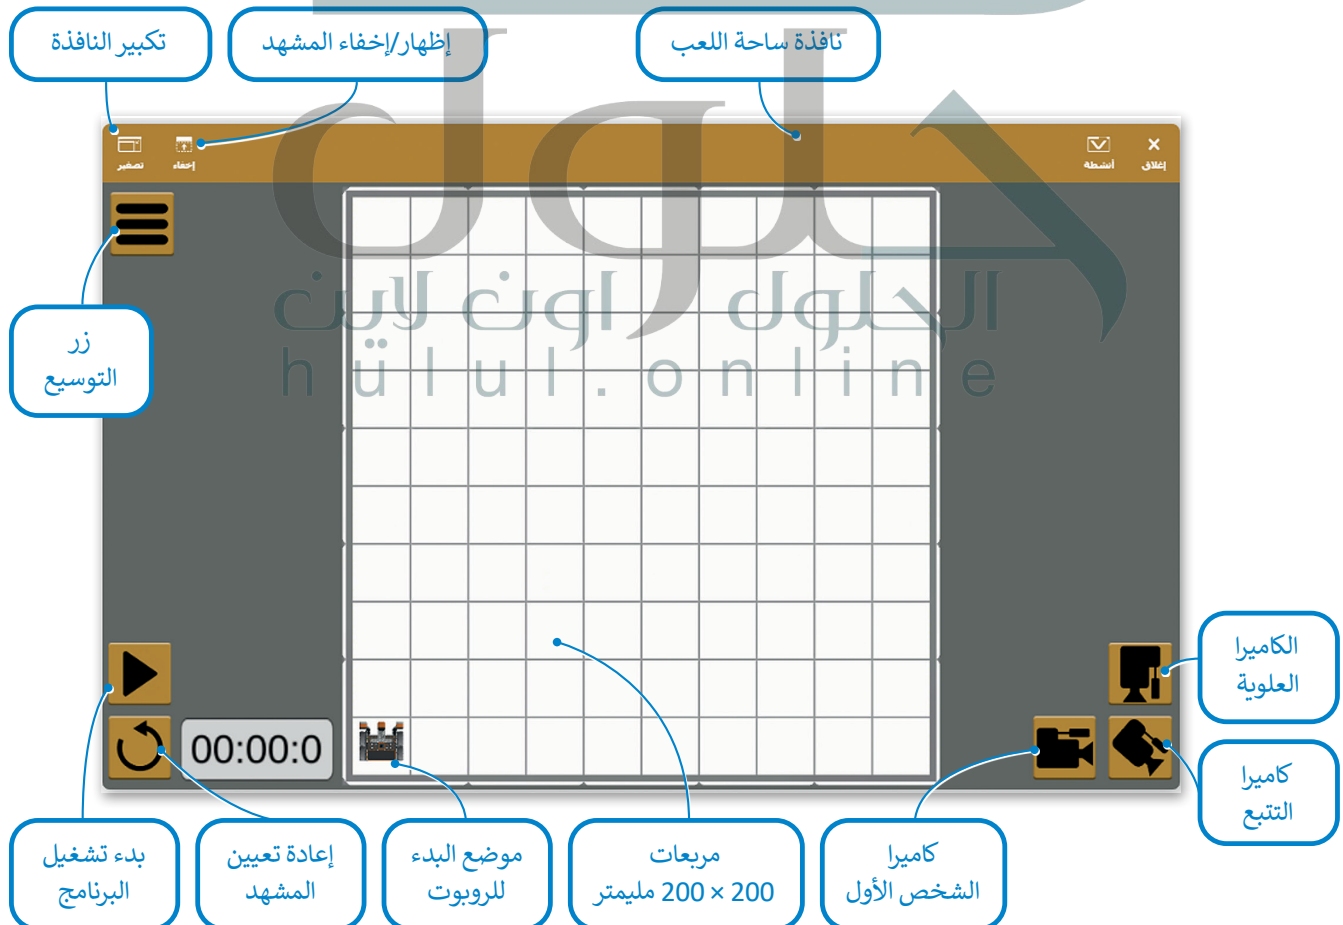 نافذة ساحة اللعب
إظهار/إخفاء المشهد
تكبير النافذة
إغلاق
أنشطة
إخفاء
تصغير
حلول
الحلول اون لاين
hulul.online
زر
التوسيع
الكاميرا
العلوية
كاميرا
التتبع
00:00:0
كاميرا
الشخص الأول
مربعات
200 × 200 مليمتر
موضع البدء
للروبوت
إعادة تعيين
المشهد
بدء تشغيل
البرنامج